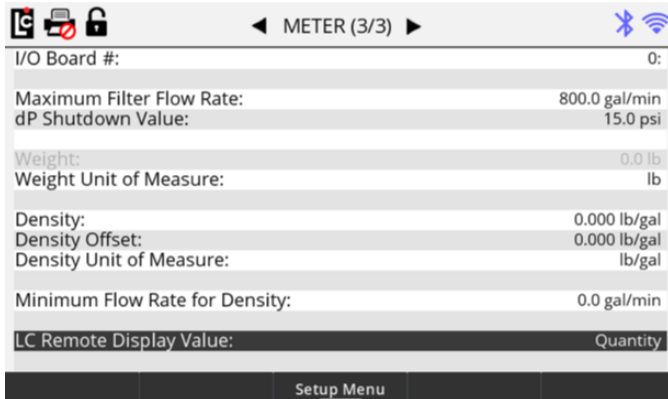 LC
METER (3/3)
I/O Board #: 0:
Maximum Filter Flow Rate: 800.0 gal/min
dP Shutdown Value: 15.0 psi
Weight: 0.0 lb
Weight Unit of Measure: lb
Density: 0.000 lb/gal
Density Offset: 0.000 lb/gal
Density Unit of Measure: lb/gal
Minimum Flow Rate for Density: 0.0 gal/min
LC Remote Display Value: Quantity
Setup Menu